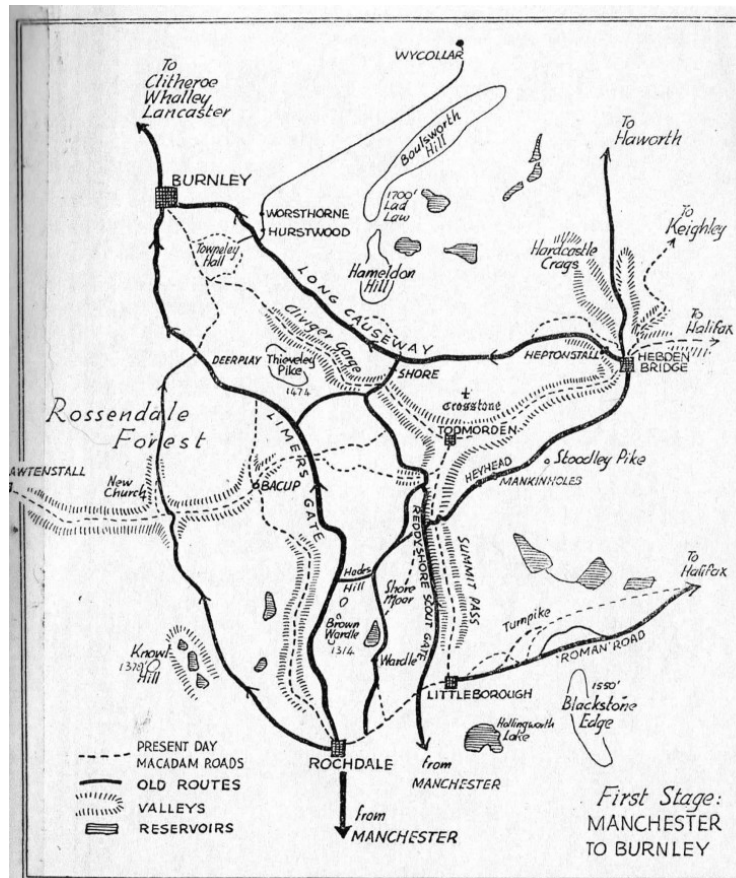 WYCOLLAR
To
Clitheroe
Whalley
Lancaster
To
Haworth
Boulsworth
Hill
BURNLEY
1700'
Lad
Law
To
Keighley
WORSTHORNE
HURSTWOOD
Towneley
Hall
Hardcastle
Crags
Hameldon
Hill
LONG CAUSEWAY
To
Halifax
Cliviger Gorge
HEPTONSTALL
HEBDEN
BRIDGE
DEERPLAY
Thieveley
Pike
1474
SHORE
Crosstone
TODMORDEN
Rossendale
Forest
LIMERS
GATE
Stoodley Pike
HEYHEAD
MANKINHOLES
AWTENSTALL
New
Church
BACUP
REDDYSHORE SCOUT GATE
SUMMIT PASS
To
Halifax
Hades
Hill
Shore
Moor
Turnpike
Brown
Wardle
1314
ROMAN ROAD
Knowl
1379'
Hill
Wardle
LITTLEBOROUGH
1550'
Blackstone
Edge
Hollingworth
Lake
PRESENT DAY
MACADAM ROADS
ROCHDALE
from
MANCHESTER
OLD ROUTES
VALLEYS
RESERVOIRS
from
MANCHESTER
First Stage:
MANCHESTER
TO BURNLEY